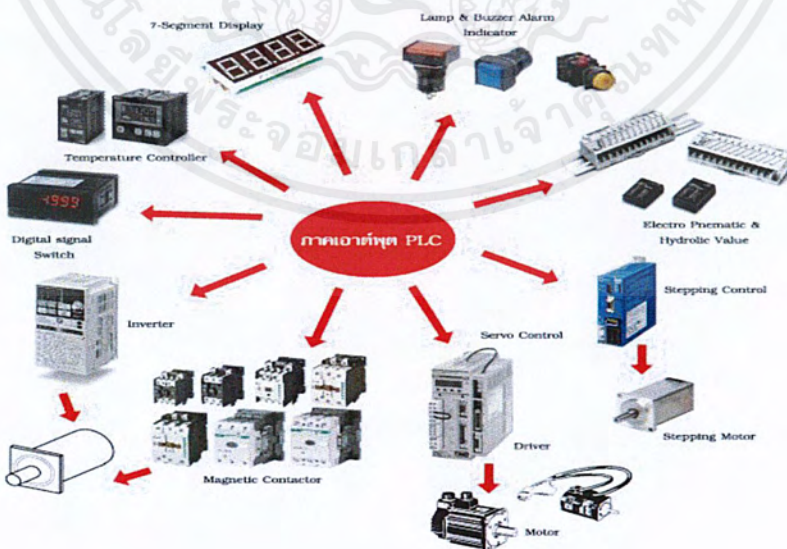 7-Segment Display
Lamp & Buzzer Alarm
Indicator
Temperature Controller
Electro Pnematic &
Hydrolic Value
Digital signal
Switch
ภาคเอาต์พุต PLC
Stepping Control
Inverter
Servo Control
Driver
Stepping Motor
Magnetic Contactor
Motor